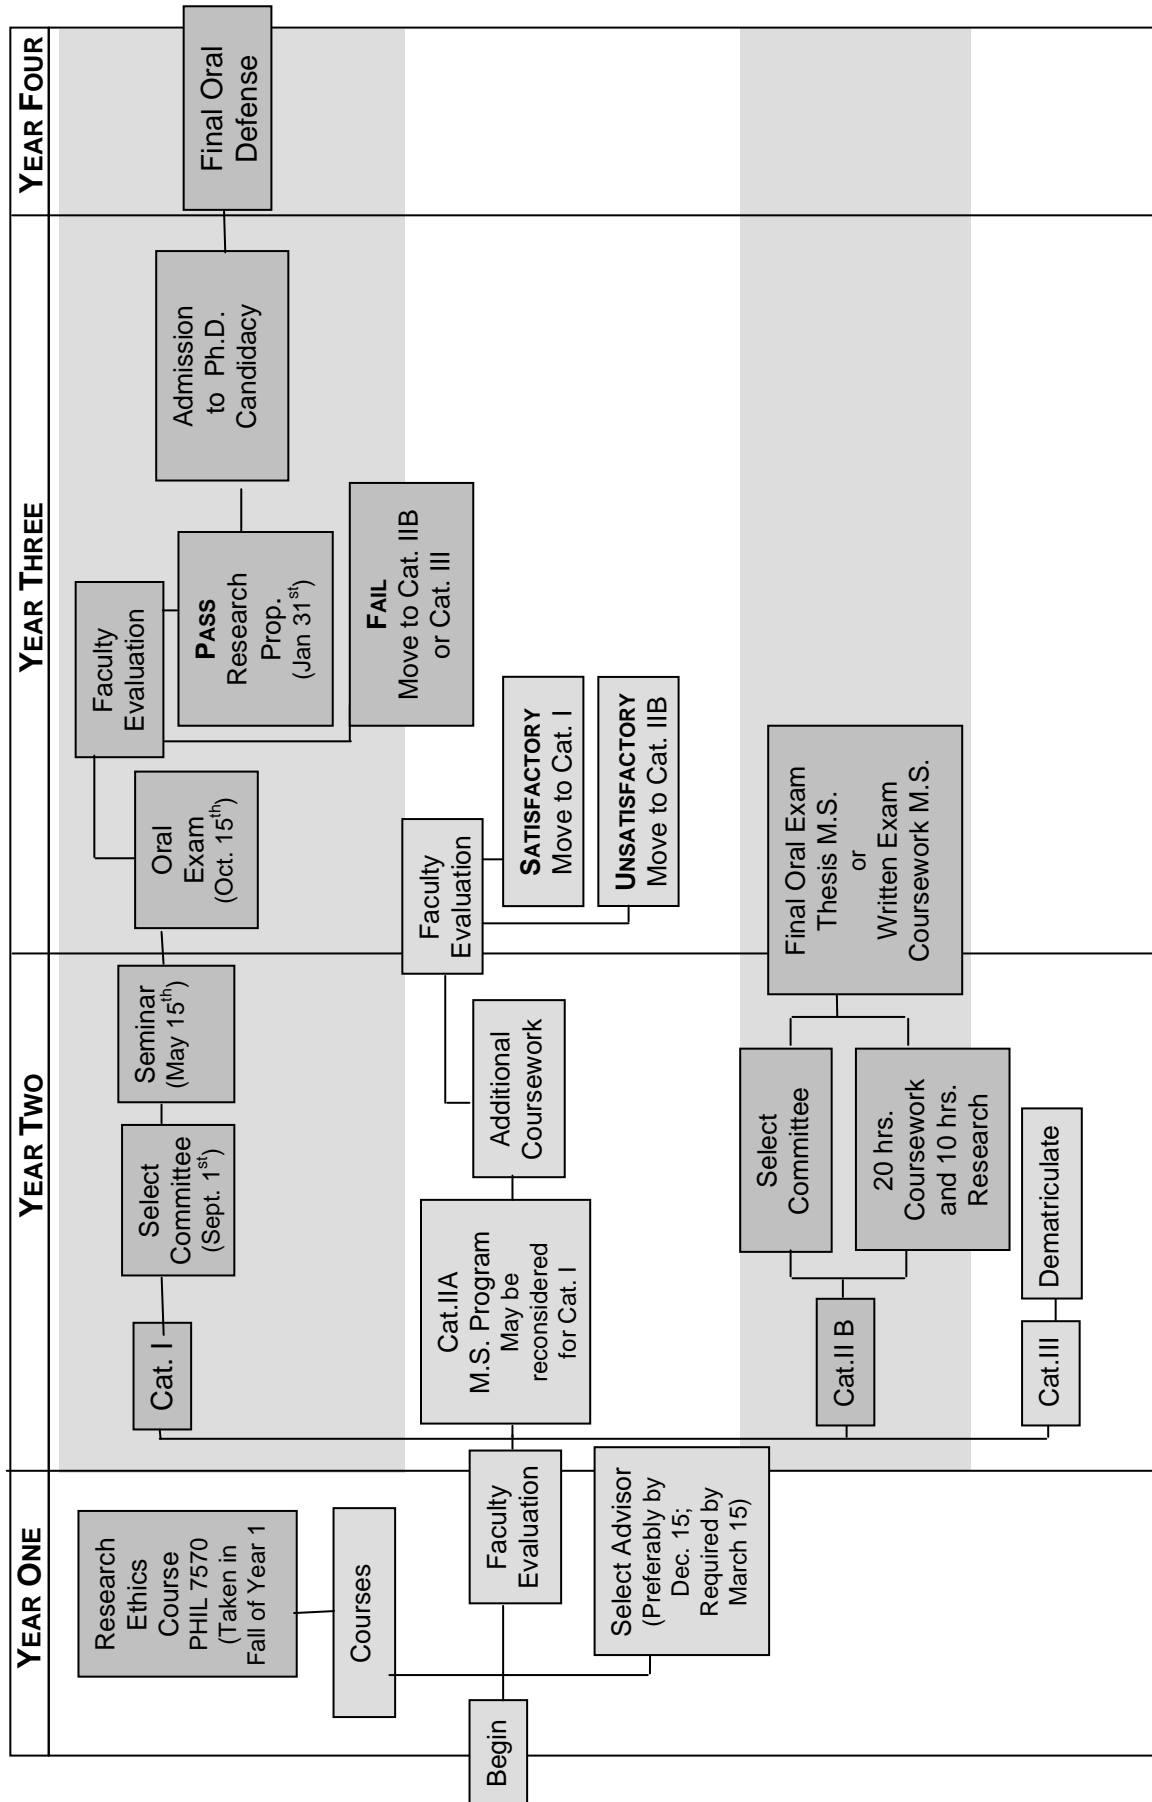 YEAR ONE
YEAR TWO
YEAR THREE
YEAR FOUR
Begin
Research
Ethics
Course
PHIL 7570
(Taken in
Fall of Year 1
Courses
Faculty
Evaluation
Select Advisor
(Preferably by
Dec. 15;
Required by
March 15)
Cat. I
Select
Committee
(Sept. 1st)
Seminar
(May 15th)
Oral
Exam
(Oct. 15th)
Faculty
Evaluation
PASS
Research
Prop.
(Jan 31st)
FAIL
Move to Cat. IIB
or Cat. III
Admission
to Ph.D.
Candidacy
Final Oral
Defense
Cat.IIA
M.S. Program
May be
reconsidered
for Cat. I
Additional
Coursework
Faculty
Evaluation
SATISFACTORY
Move to Cat. I
UNSATISFACTORY
Move to Cat. IIB
Cat.II B
Select
Committee
20 hrs.
Coursework
and 10 hrs.
Research
Final Oral Exam
Thesis M.S.
or
Written Exam
Coursework M.S.
Cat.III
Dematriculate